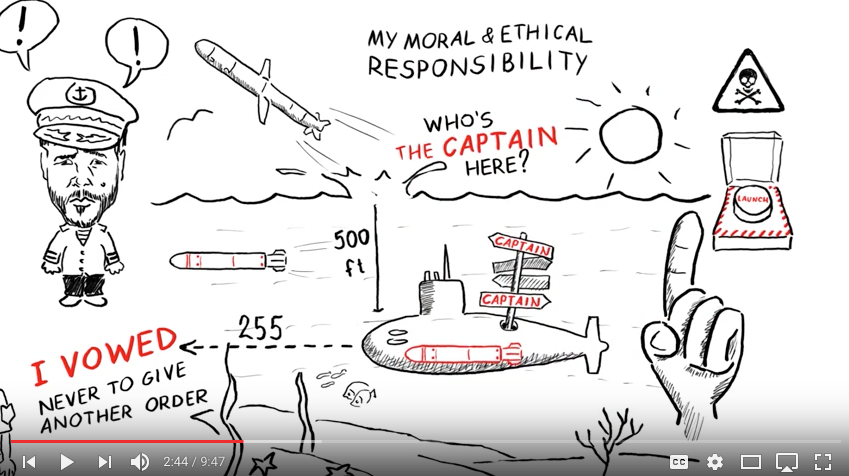 !
!
MY MORAL & ETHICAL
RESPONSIBILITY
WHO'S
THE CAPTAIN
HERE?
LAUNCH
500
ft
CAPTAIN
CAPTAIN
255
I VOWED
NEVER TO GIVE
ANOTHER ORDER
2:44 / 9:47
CC